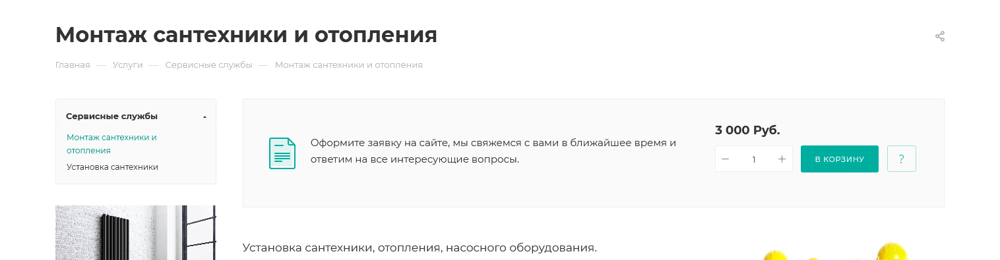 Монтаж сантехники и отопления
Главная — Услуги — Сервисные службы — Монтаж сантехники и отопления
Сервисные службы
Монтаж сантехники и
отопления
Установка сантехники
Оформите заявку на сайте, мы свяжемся с вами в ближайшее время и
ответим на все интересующие вопросы.
3 000 Руб.
— 1 +
В КОРЗИНУ
?
Установка сантехники, отопления, насосного оборудования.